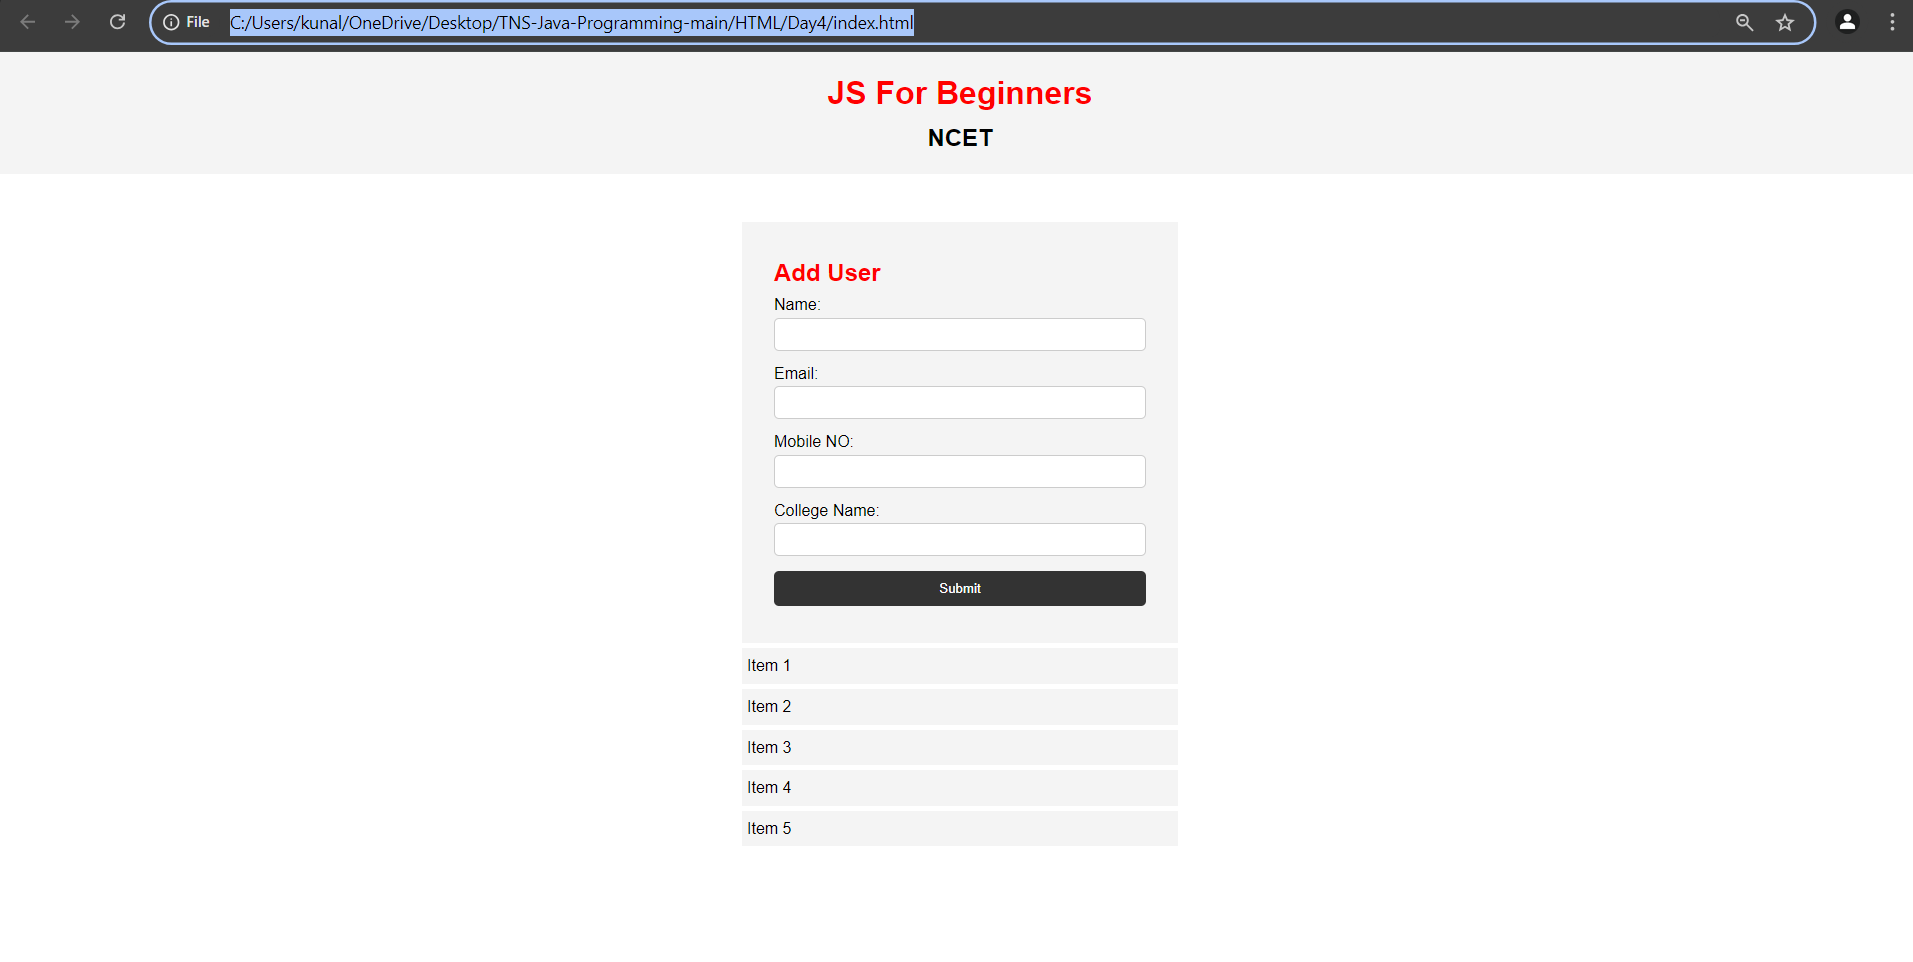 File C:/Users/kunal/OneDrive/Desktop/TNS-Java-Programming-main/HTML/Day4/index.html
JS For Beginners
NCET
Add User
Name:
Email:
Mobile NO:
College Name:
Submit
Item 1
Item 2
Item 3
Item 4
Item 5